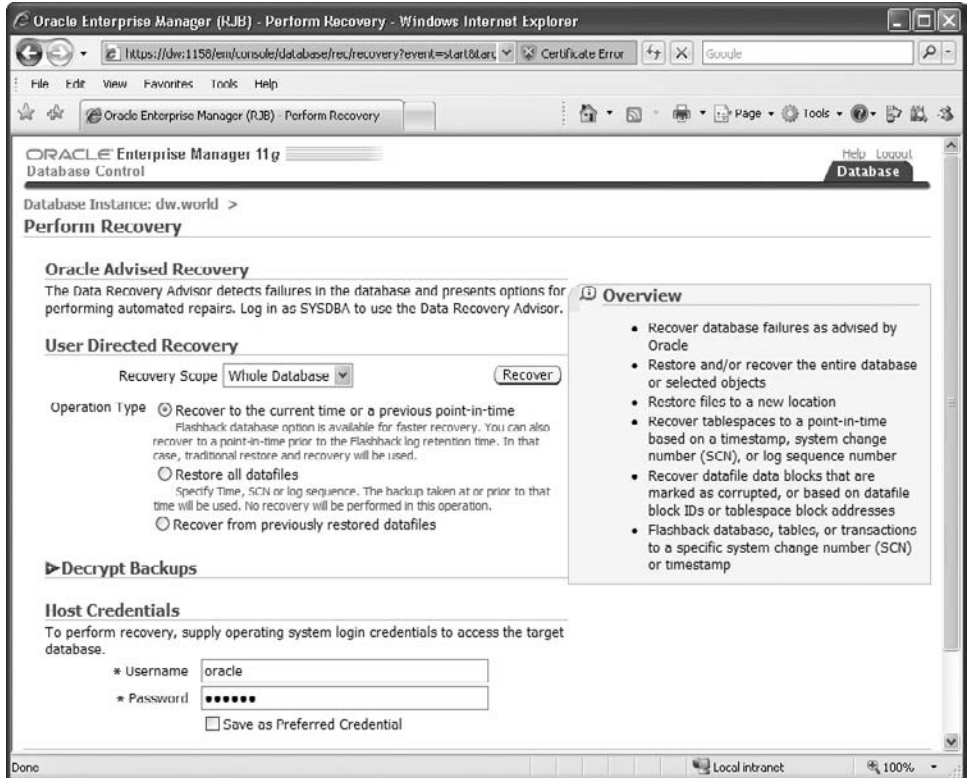 Oracle Enterprise Manager (RJB) - Perform Recovery - Windows Internet Explorer
https://dw:1158/em/console/database/rec/recovery?event=start&tar Certificate Error Google
File Edit View Favorites Tools Help
Oracle Enterprise Manager (RJB) - Perform Recovery Page Tools
ORACLE Enterprise Manager 11g
Database Control
Help Logout
Database
Database Instance: dw.world >
Perform Recovery
Oracle Advised Recovery
The Data Recovery Advisor detects failures in the database and presents options for
performing automated repairs. Log in as SYSDBA to use the Data Recovery Advisor.
User Directed Recovery
Recovery Scope Whole Database Recover
Operation Type Recover to the current time or a previous point-in-time
Flashback database option is available for faster recovery. You can also
recover to a point-in-time prior to the Flashback log retention time. In that
case, traditional restore and recovery will be used.
Restore all datafiles
Specify Time, SCN or log sequence. The backup taken at or prior to that
time will be used. No recovery will be performed in this operation.
Recover from previously restored datafiles
Decrypt Backups
Host Credentials
To perform recovery, supply operating system login credentials to access the target
database.
* Username oracle
* Password ••••••
Save as Preferred Credential
Overview
• Recover database failures as advised by
Oracle
• Restore and/or recover the entire database
or selected objects
• Restore files to a new location
• Recover tablespaces to a point-in-time
based on a timestamp, system change
number (SCN), or log sequence number
• Recover datafile data blocks that are
marked as corrupted, or based on datafile
block IDs or tablespace block addresses
• Flashback database, tables, or transactions
to a specific system change number (SCN)
or timestamp
Done Local intranet 100%